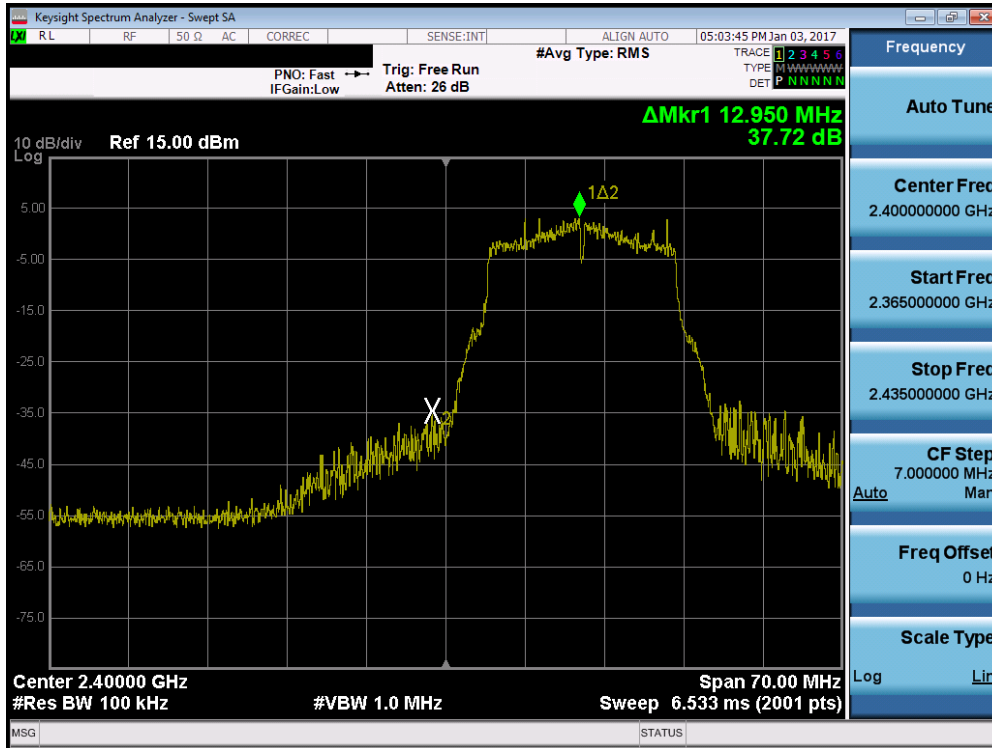 Keysight Spectrum Analyzer - Swept SA
LXI RL RF 50 Ω AC CORREC SENSE:INT ALIGN AUTO 05:03:45 PM Jan 03, 2017
PNO: Fast
IFGain:Low
Trig: Free Run
Atten: 26 dB
#Avg Type: RMS
TRACE 1 2 3 4 5 6
TYPE M W W W W W
DET P N N N N N
ΔMkr1 12.950 MHz
37.72 dB
10 dB/div Ref 15.00 dBm
Log
1Δ2
5.00
-5.00
-15.0
-25.0
-35.0
X2
-45.0
-55.0
-65.0
-75.0
Center 2.40000 GHz Span 70.00 MHz
#Res BW 100 kHz #VBW 1.0 MHz Sweep 6.533 ms (2001 pts)
MSG STATUS
Frequency
Auto Tune
Center Freq
2.400000000 GHz
Start Freq
2.365000000 GHz
Stop Freq
2.435000000 GHz
CF Step
7.000000 MHz
Auto Man
Freq Offset
0 Hz
Scale Type
Log Lin